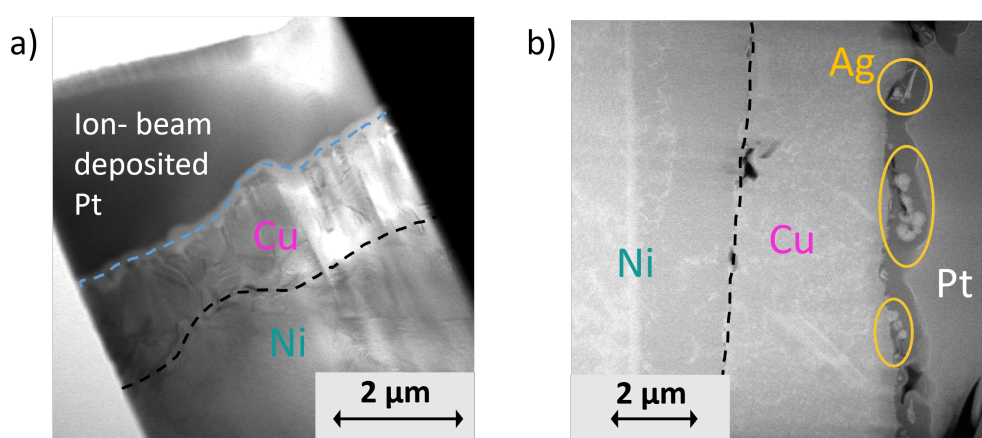 a)
Ion- beam
deposited
Pt
Cu
Ni
2 µm
b)
Ag
Ni
Cu
Pt
2 µm